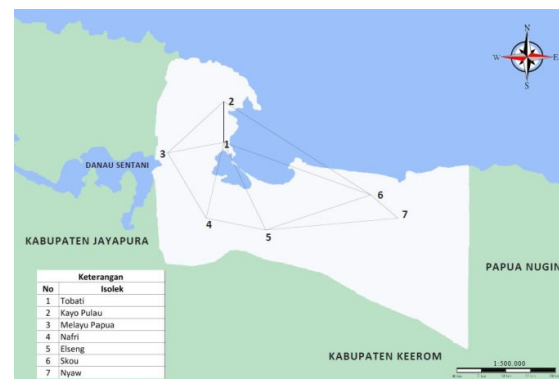 N
W E
S
2
1
3
DANAU SENTANI
6
4
7
5
KABUPATEN JAYAPURA
PAPUA NUGIN
Keterangan
No Isolek
1 Tobati
2 Kayo Pulau
3 Melayu Papua
4 Nafri
5 Elseng
6 Skou
7 Nyaw
KABUPATEN KEEROM
1:500.000